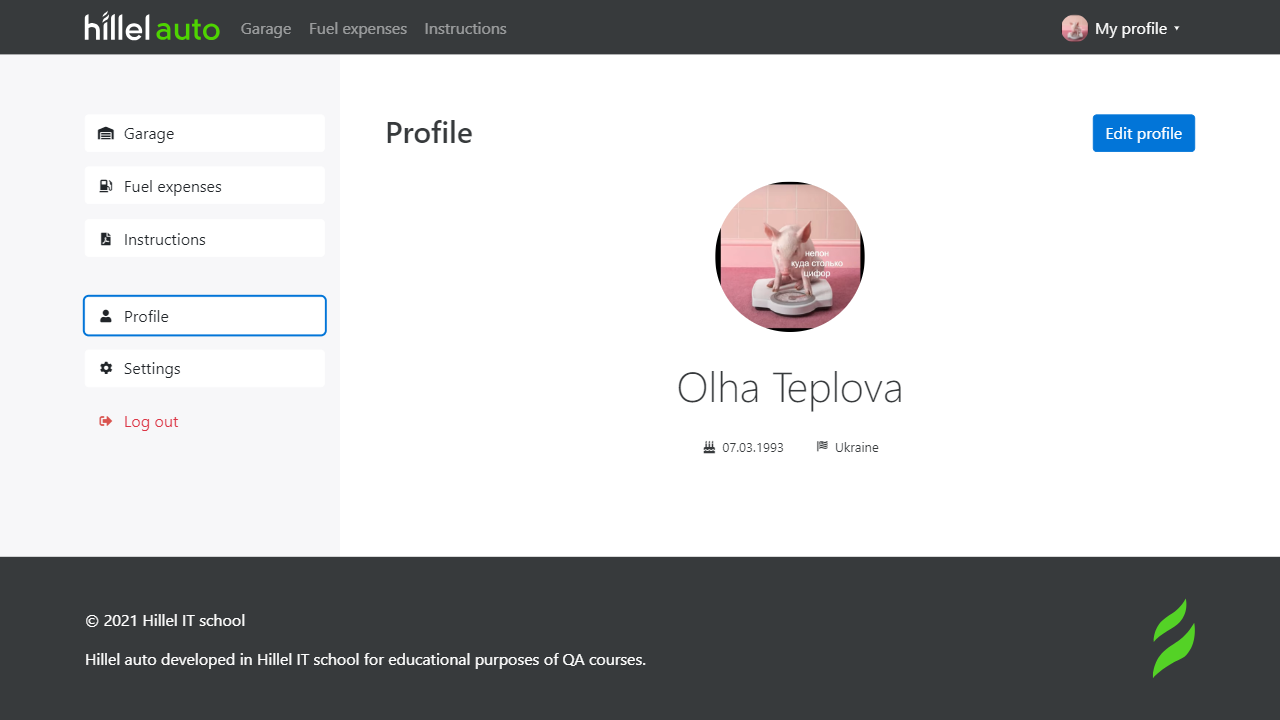 hillel auto
Garage
Fuel expenses
Instructions
My profile
Garage
Fuel expenses
Instructions
Profile
Settings
Log out
Profile
Edit profile
непон
куда столько
цифор
Olha Teplova
07.03.1993
Ukraine
© 2021 Hillel IT school
Hillel auto developed in Hillel IT school for educational purposes of QA courses.